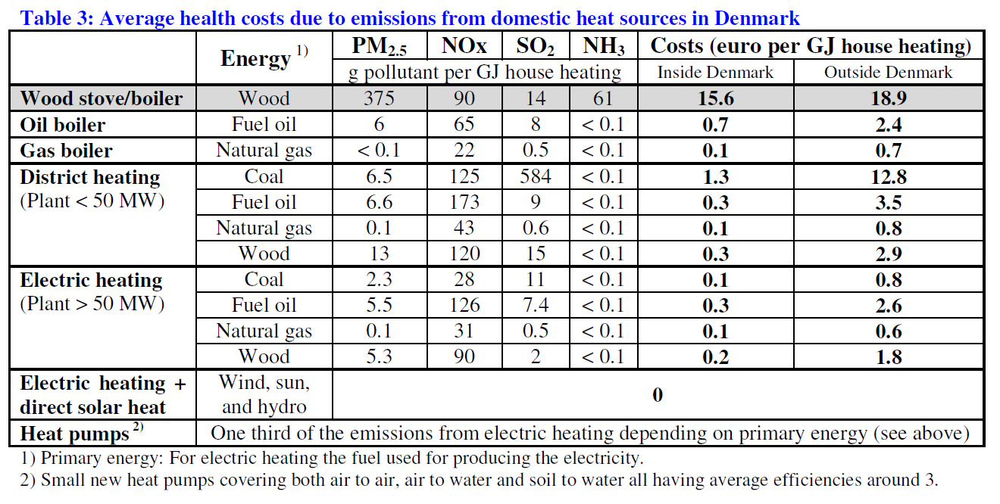 Table 3: Average health costs due to emissions from domestic heat sources in Denmark
Energy 1) PM2.5 NOx SO2 NH3 Costs (euro per GJ house heating)
g pollutant per GJ house heating Inside Denmark Outside Denmark
Wood stove/boiler Wood 375 90 14 61 15.6 18.9
Oil boiler Fuel oil 6 65 8 < 0.1 0.7 2.4
Gas boiler Natural gas < 0.1 22 0.5 < 0.1 0.1 0.7
District heating Coal 6.5 125 584 < 0.1 1.3 12.8
(Plant < 50 MW) Fuel oil 6.6 173 9 < 0.1 0.3 3.5
Natural gas 0.1 43 0.6 < 0.1 0.1 0.8
Wood 13 120 15 < 0.1 0.3 2.9
Electric heating Coal 2.3 28 11 < 0.1 0.1 0.8
(Plant > 50 MW) Fuel oil 5.5 126 7.4 < 0.1 0.3 2.6
Natural gas 0.1 31 0.5 < 0.1 0.1 0.6
Wood 5.3 90 2 < 0.1 0.2 1.8
Electric heating + Wind, sun,
direct solar heat and hydro 0
Heat pumps 2) One third of the emissions from electric heating depending on primary energy (see above)
1) Primary energy: For electric heating the fuel used for producing the electricity.
2) Small new heat pumps covering both air to air, air to water and soil to water all having average efficiencies around 3.